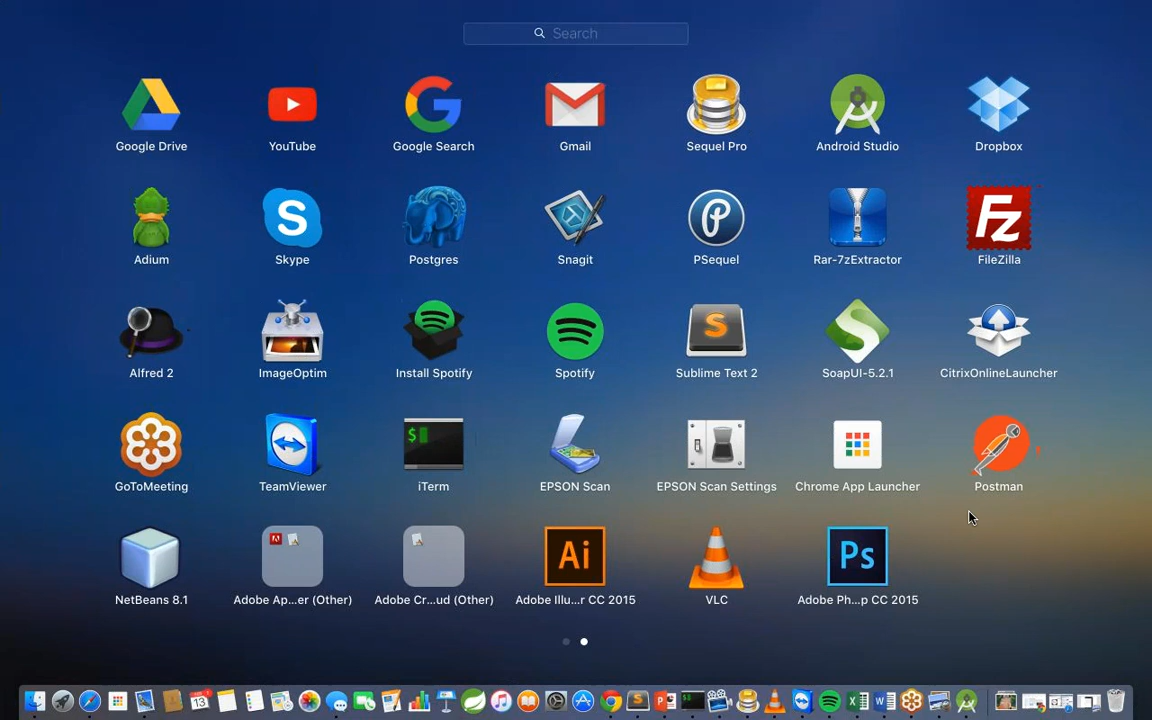 Search
Google Drive
YouTube
Google Search
Gmail
Sequel Pro
Android Studio
Dropbox
Adium
Skype
Postgres
Snagit
PSequel
Rar-7zExtractor
FileZilla
Alfred 2
ImageOptim
Install Spotify
Spotify
Sublime Text 2
SoapUI-5.2.1
CitrixOnlineLauncher
GoToMeeting
TeamViewer
iTerm
EPSON Scan
EPSON Scan Settings
Chrome App Launcher
Postman
NetBeans 8.1
Adobe Ap...er (Other)
Adobe Cr...ud (Other)
Ai
Adobe Illu...r CC 2015
VLC
Ps
Adobe Ph...p CC 2015
13